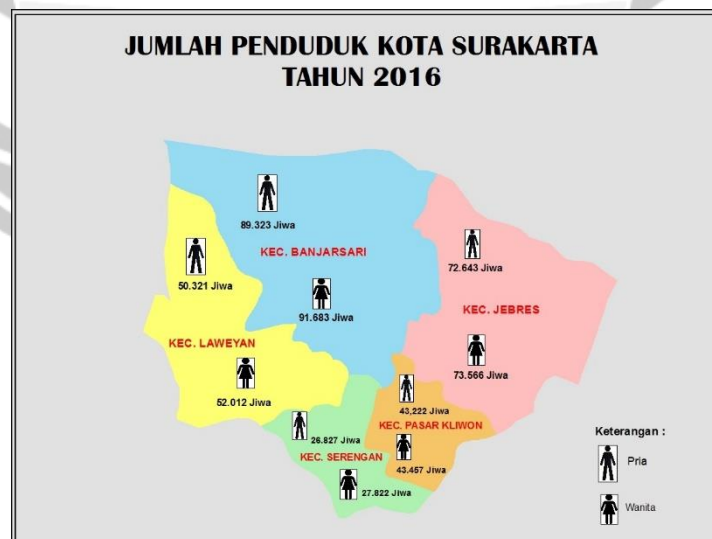 JUMLAH PENDUDUK KOTA SURAKARTA
TAHUN 2016
89.323 Jiwa
KEC. BANJARSARI
91.683 Jiwa
50.321 Jiwa
KEC. LAWEYAN
52.012 Jiwa
72.643 Jiwa
KEC. JEBRES
73.566 Jiwa
43,222 Jiwa
KEC. PASAR KLIWON
43.457 Jiwa
26.827 Jiwa
KEC. SERENGAN
27.822 Jiwa
Keterangan :
Pria
Wanita